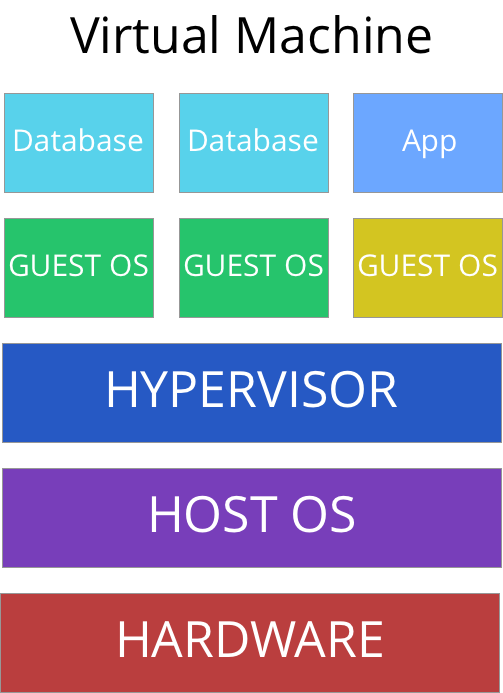 Virtual Machine
Database Database App
GUEST OS GUEST OS GUEST OS
HYPERVISOR
HOST OS
HARDWARE